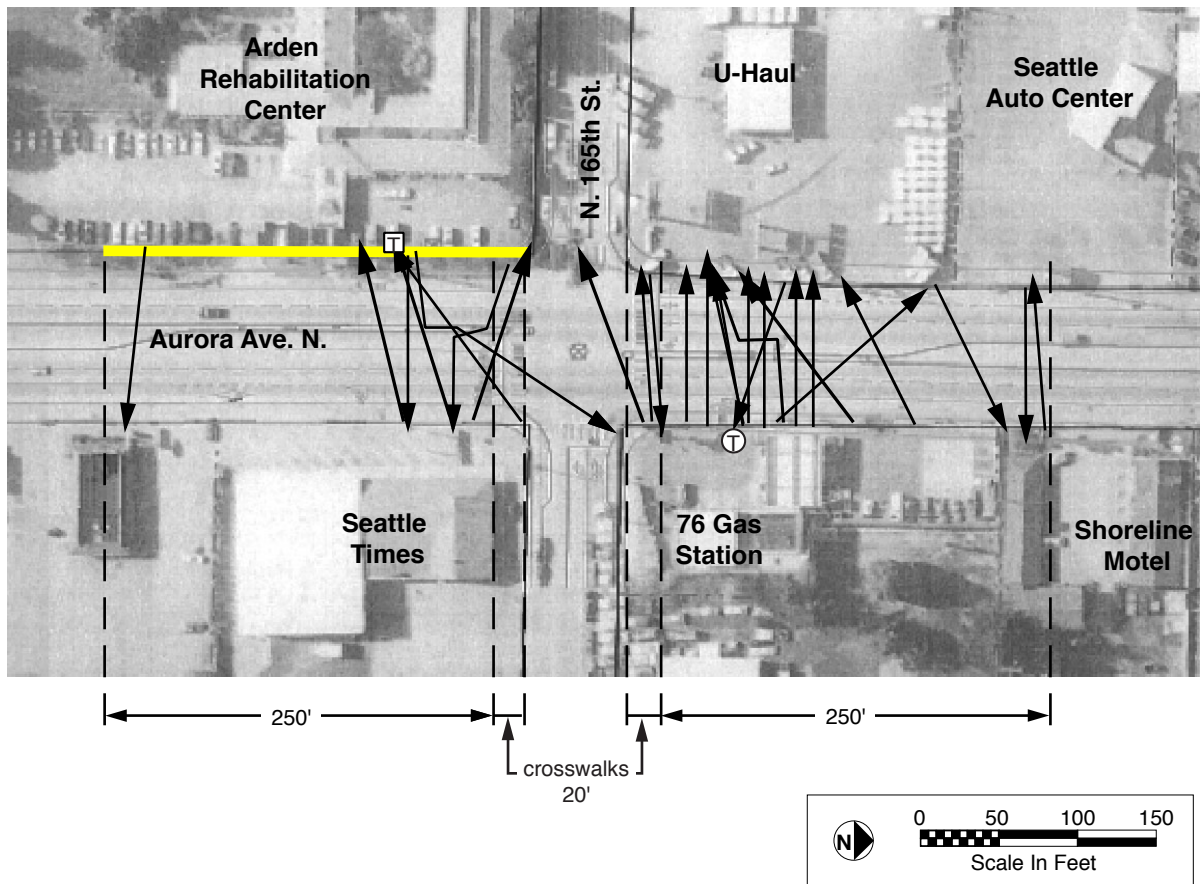 Arden
Rehabilitation
Center
U-Haul
Seattle
Auto Center
N. 165th St.
T
Aurora Ave. N.
T
Seattle
Times
76 Gas
Station
Shoreline
Motel
250'
250'
crosswalks
20'
N
0 50 100 150
Scale In Feet